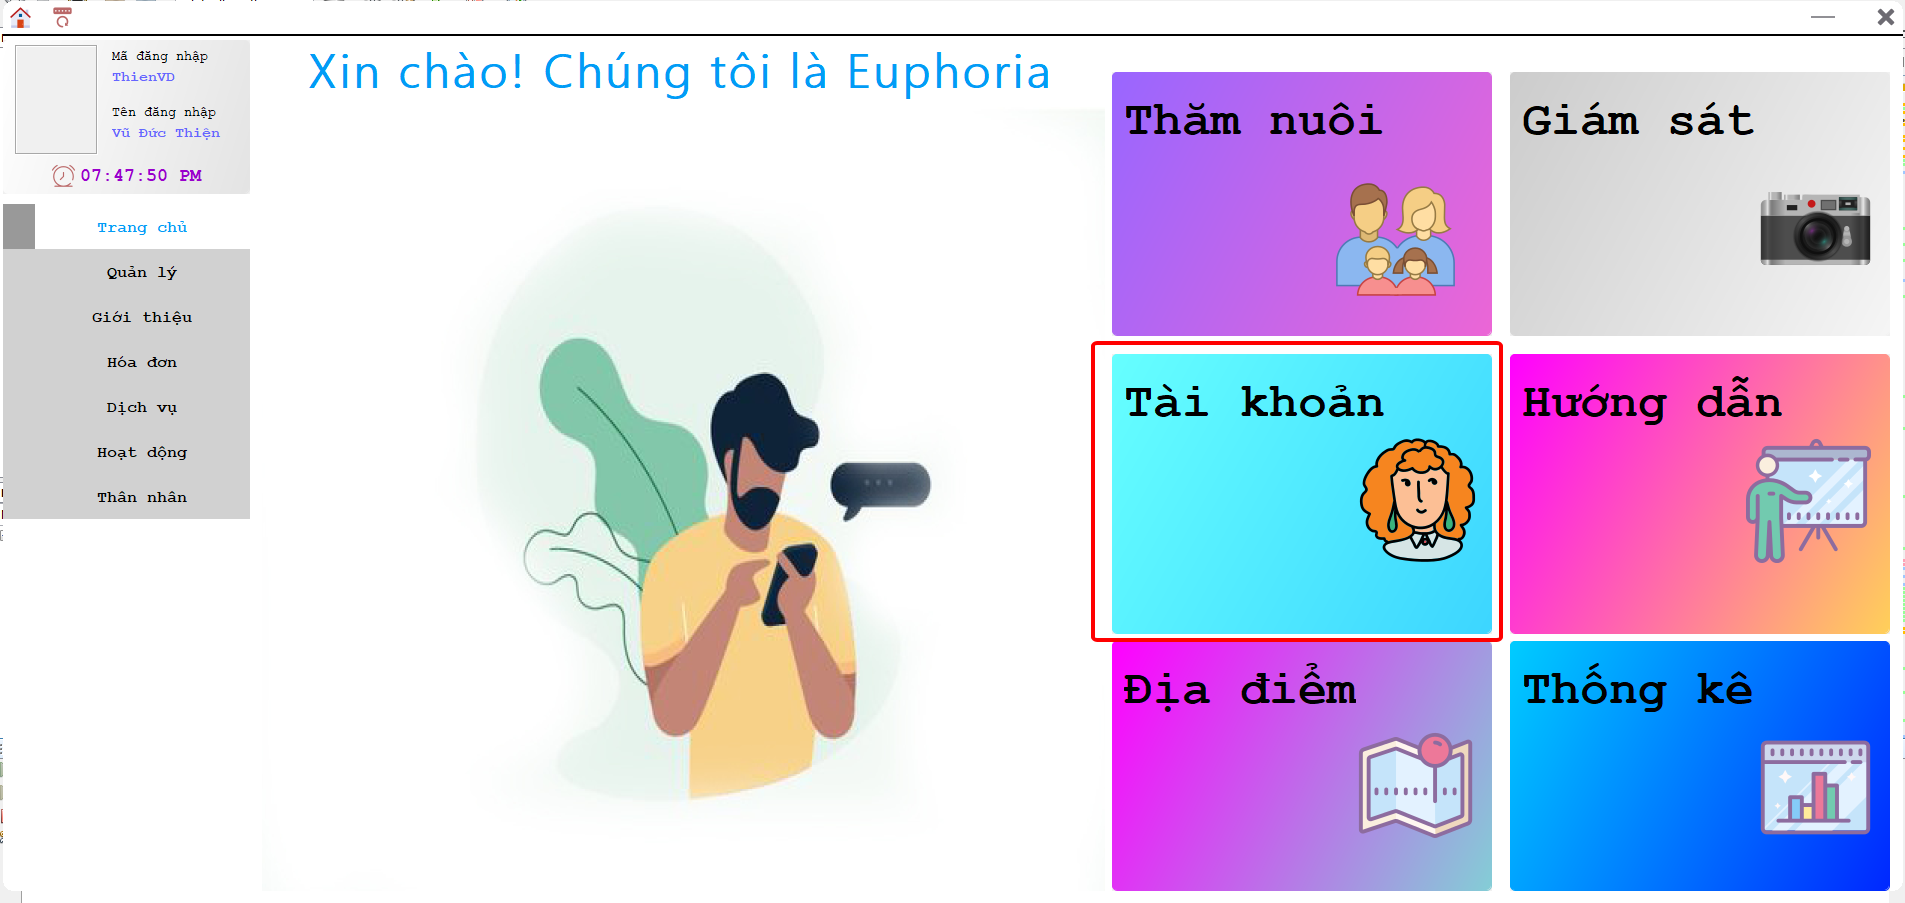 Mã đăng nhập
ThienVD
Tên đăng nhập
Vũ Đức Thiện
07:47:50 PM
Trang chủ
Quản lý
Giới thiệu
Hóa đơn
Dịch vụ
Hoạt động
Thân nhân
Xin chào! Chúng tôi là Euphoria
Thăm nuôi
Giám sát
Tài khoản
Hướng dẫn
Địa điểm
Thống kê